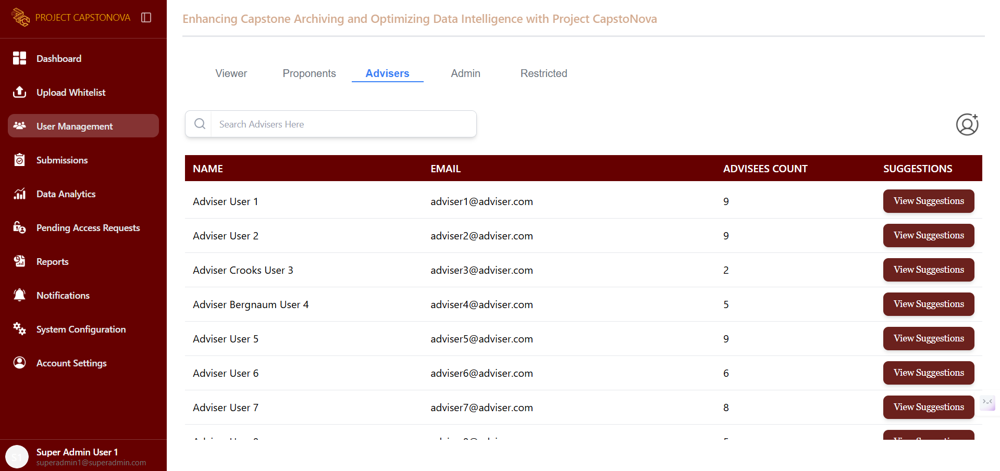 PROJECT CAPSTONOVA
Dashboard
Upload Whitelist
User Management
Submissions
Data Analytics
Pending Access Requests
Reports
Notifications
System Configuration
Account Settings
S1
Super Admin User 1
superadmin1@superadmin.com
Enhancing Capstone Archiving and Optimizing Data Intelligence with Project CapstoNova
Viewer Proponents Advisers Admin Restricted
Search Advisers Here
NAME EMAIL ADVISEES COUNT SUGGESTIONS
Adviser User 1 adviser1@adviser.com 9 View Suggestions
Adviser User 2 adviser2@adviser.com 9 View Suggestions
Adviser Crooks User 3 adviser3@adviser.com 2 View Suggestions
Adviser Bergnaum User 4 adviser4@adviser.com 5 View Suggestions
Adviser User 5 adviser5@adviser.com 9 View Suggestions
Adviser User 6 adviser6@adviser.com 6 View Suggestions
Adviser User 7 adviser7@adviser.com 8 View Suggestions